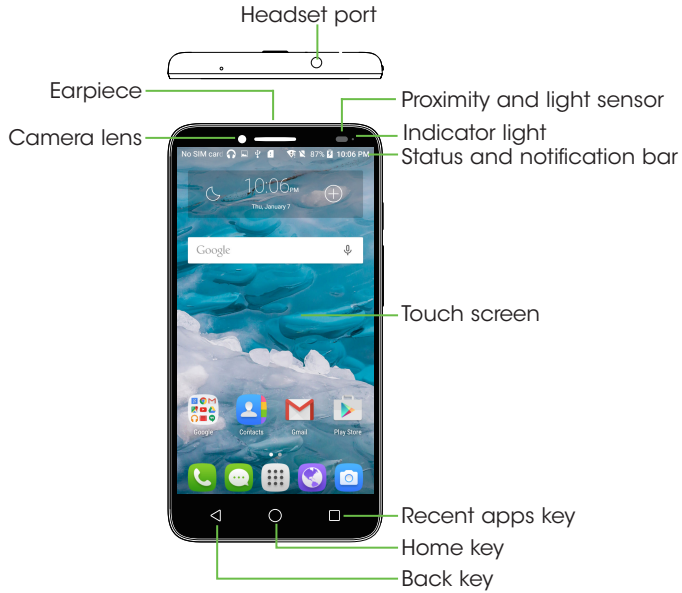 Headset port
Earpiece
Proximity and light sensor
Camera lens
Indicator light
Status and notification bar
No SIM card 87% 10:06 PM
10:06 PM
Thu, January 7
Google
Touch screen
Google Contacts Gmail Play Store
Recent apps key
Home key
Back key